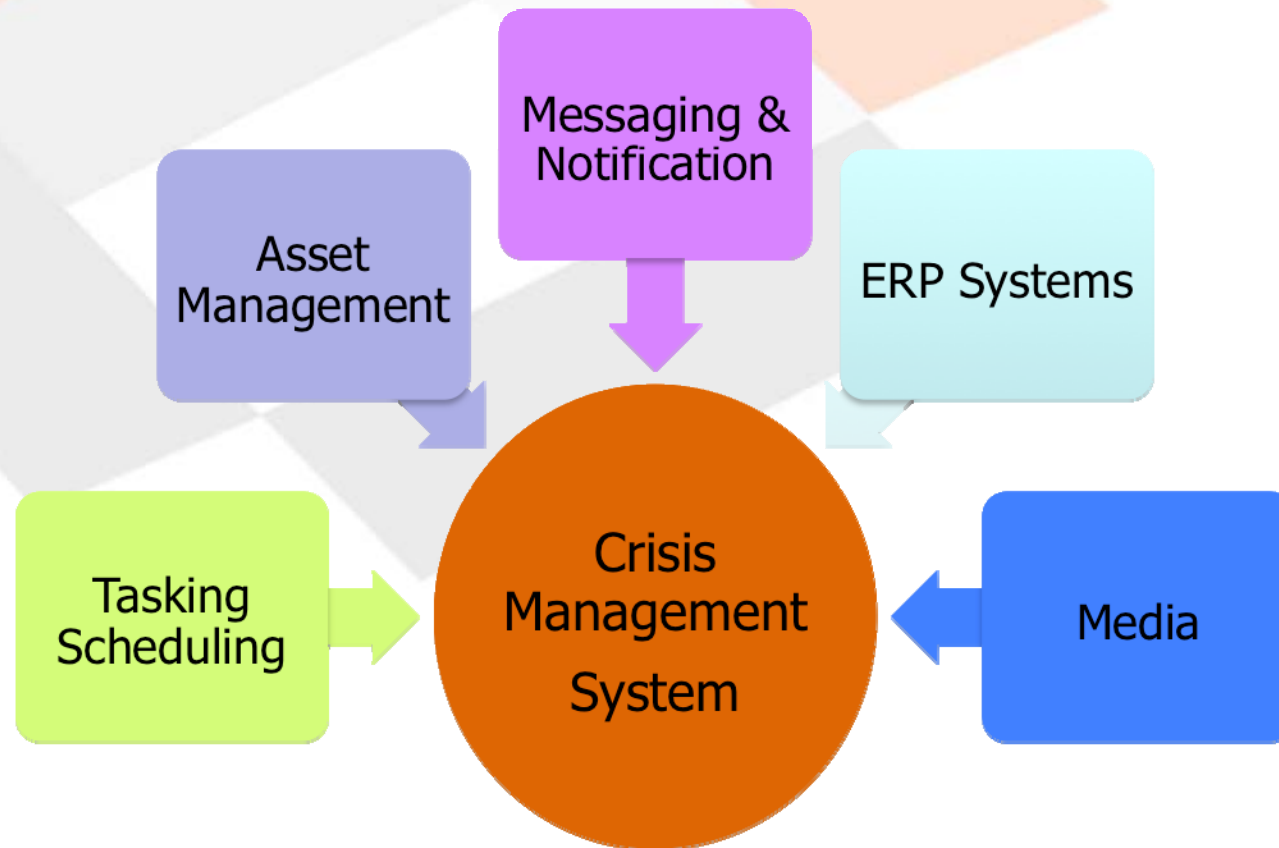 Messaging &
Notification
Asset
Management
ERP Systems
Tasking
Scheduling
Crisis
Management
System
Media